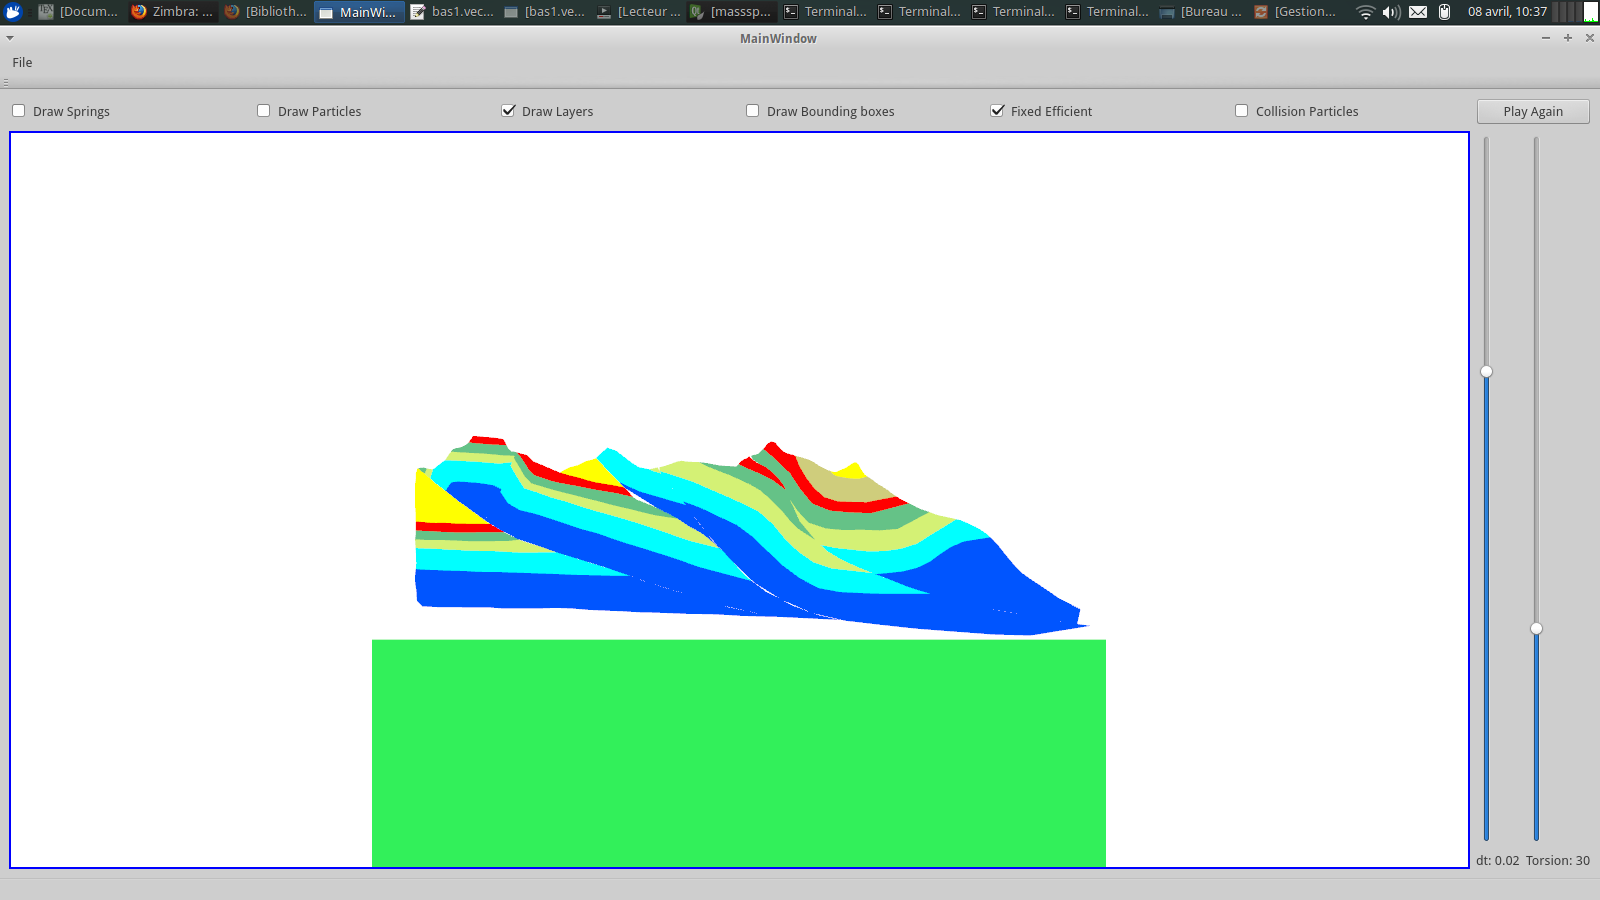 [Docum... Zimbra: ... [Biblioth... MainWi... bas1.vec... [bas1.ve... [Lecteur ... [masssp... Terminal... Terminal... Terminal... Terminal... [Bureau ... [Gestion... 08 avril, 10:37
MainWindow
File
Draw Springs Draw Particles Draw Layers Draw Bounding boxes Fixed Efficient Collision Particles Play Again
dt: 0.02 Torsion: 30